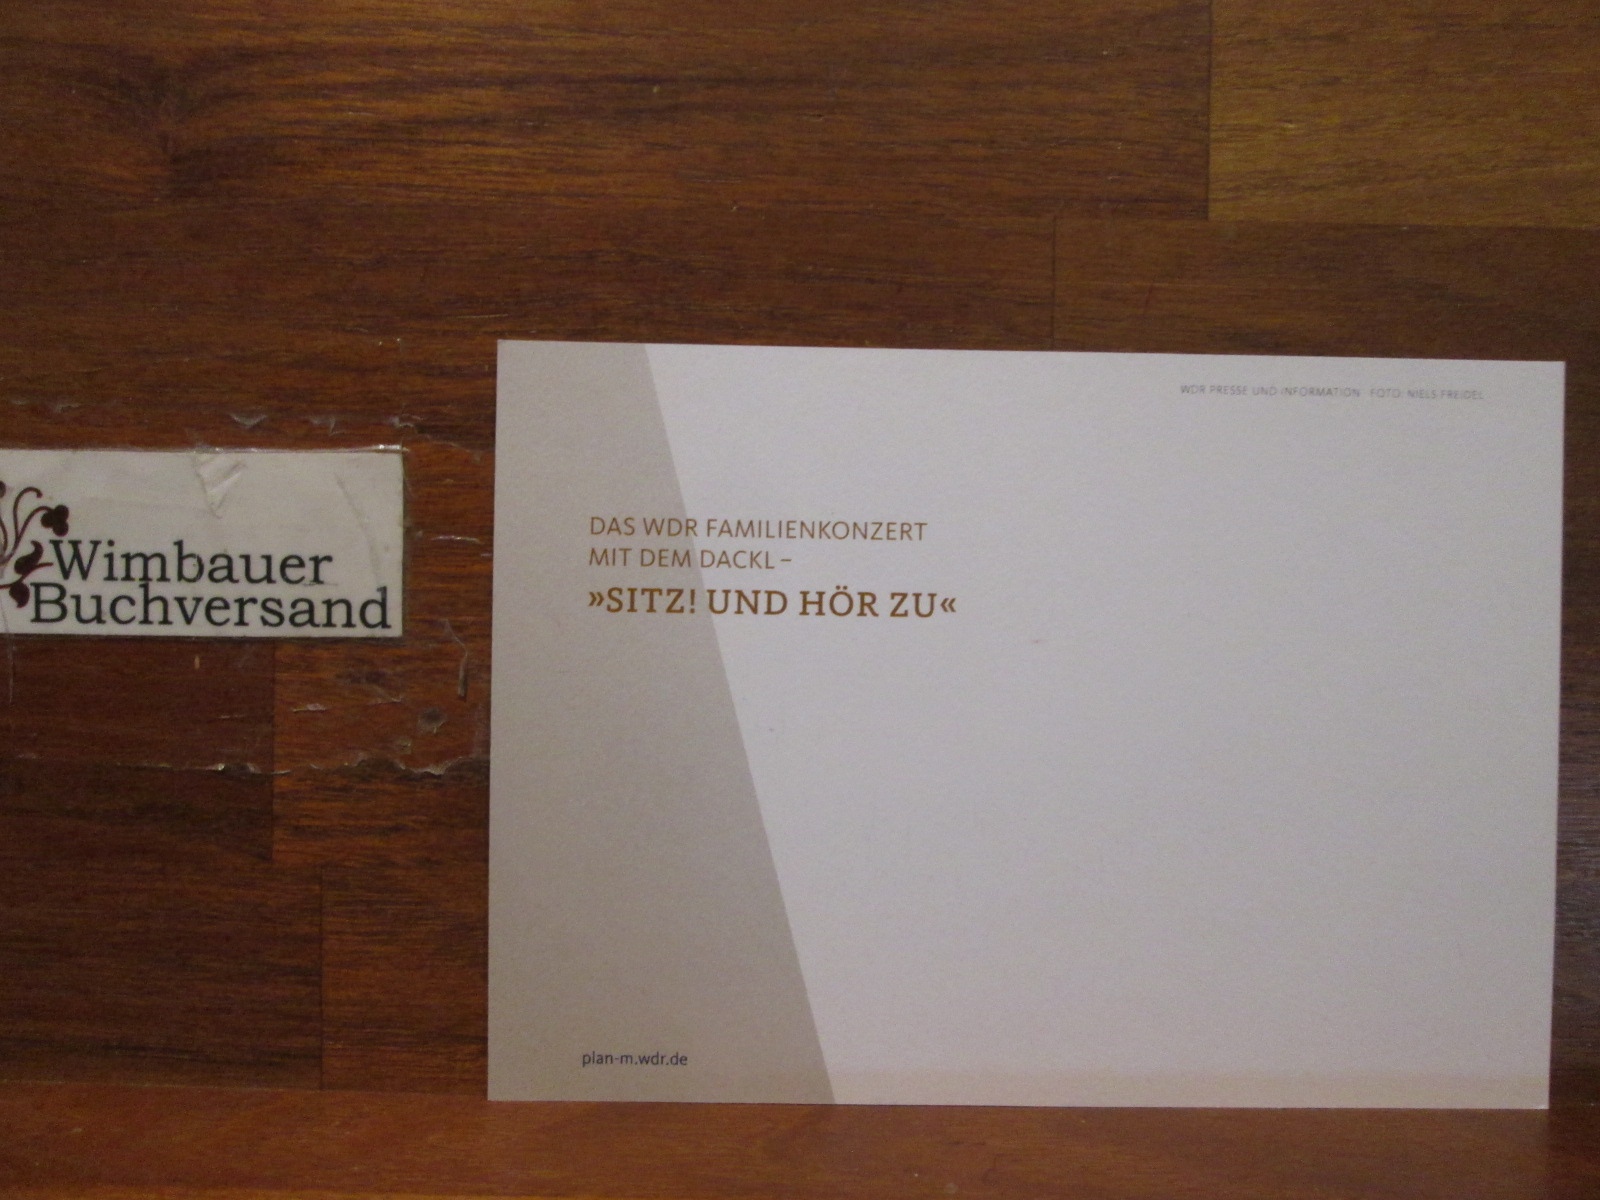 Wimbauer
Buchversand
WDR PRESSE UND INFORMATION FOTO: NIELS FREIDEL
DAS WDR FAMILIENKONZERT
MIT DEM DACKL –
»SITZ! UND HÖR ZU«
plan-m.wdr.de